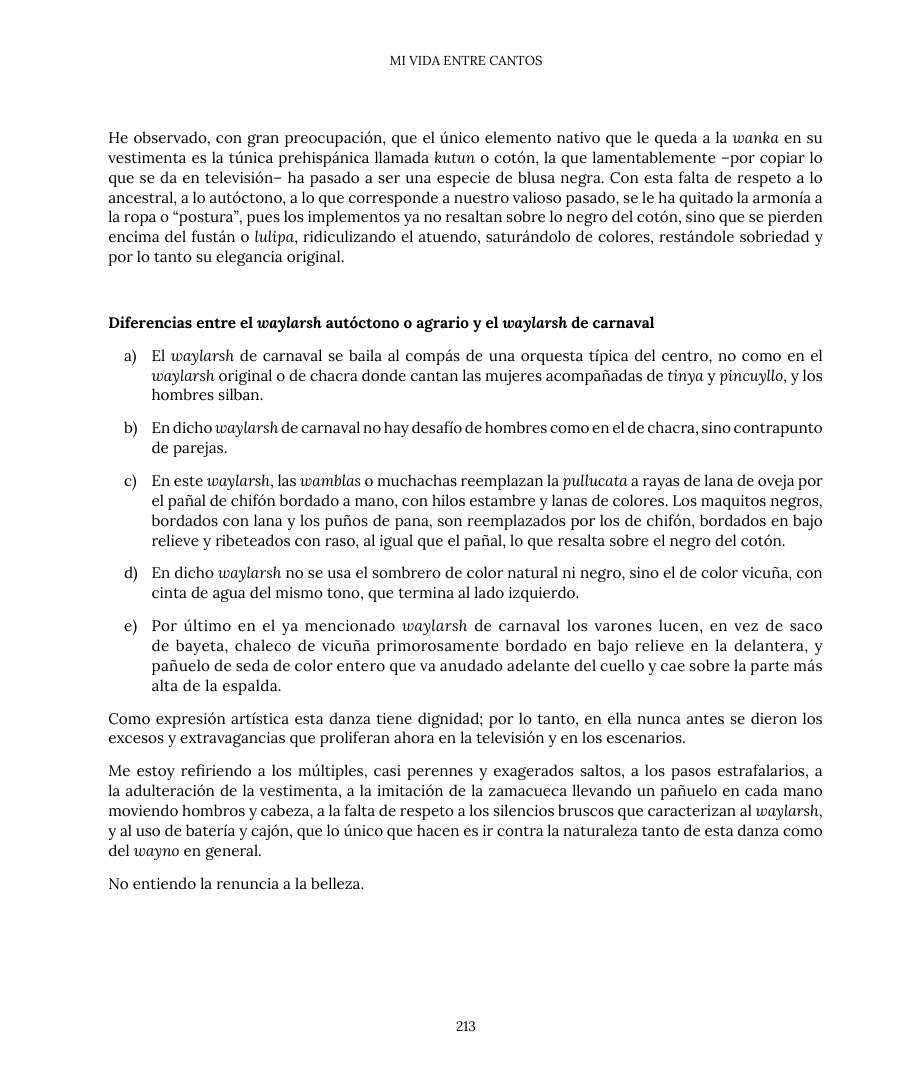 MI VIDA ENTRE CANTOS
He observado, con gran preocupación, que el único elemento nativo que le queda a la wanka en su
vestimenta es la túnica prehispánica llamada kutun o cotón, la que lamentablemente –por copiar lo
que se da en televisión– ha pasado a ser una especie de blusa negra. Con esta falta de respeto a lo
ancestral, a lo autóctono, a lo que corresponde a nuestro valioso pasado, se le ha quitado la armonía a
la ropa o “postura”, pues los implementos ya no resaltan sobre lo negro del cotón, sino que se pierden
encima del fustán o lulipa, ridiculizando el atuendo, saturándolo de colores, restándole sobriedad y
por lo tanto su elegancia original.
Diferencias entre el waylarsh autóctono o agrario y el waylarsh de carnaval
a) El waylarsh de carnaval se baila al compás de una orquesta típica del centro, no como en el
waylarsh original o de chacra donde cantan las mujeres acompañadas de tinya y pincuyllo, y los
hombres silban.
b) En dicho waylarsh de carnaval no hay desafío de hombres como en el de chacra, sino contrapunto
de parejas.
c) En este waylarsh, las wamblas o muchachas reemplazan la pullucata a rayas de lana de oveja por
el pañal de chifón bordado a mano, con hilos estambre y lanas de colores. Los maquitos negros,
bordados con lana y los puños de pana, son reemplazados por los de chifón, bordados en bajo
relieve y ribeteados con raso, al igual que el pañal, lo que resalta sobre el negro del cotón.
d) En dicho waylarsh no se usa el sombrero de color natural ni negro, sino el de color vicuña, con
cinta de agua del mismo tono, que termina al lado izquierdo.
e) Por último en el ya mencionado waylarsh de carnaval los varones lucen, en vez de saco
de bayeta, chaleco de vicuña primorosamente bordado en bajo relieve en la delantera, y
pañuelo de seda de color entero que va anudado adelante del cuello y cae sobre la parte más
alta de la espalda.
Como expresión artística esta danza tiene dignidad; por lo tanto, en ella nunca antes se dieron los
excesos y extravagancias que proliferan ahora en la televisión y en los escenarios.
Me estoy refiriendo a los múltiples, casi perennes y exagerados saltos, a los pasos estrafalarios, a
la adulteración de la vestimenta, a la imitación de la zamacueca llevando un pañuelo en cada mano
moviendo hombros y cabeza, a la falta de respeto a los silencios bruscos que caracterizan al waylarsh,
y al uso de batería y cajón, que lo único que hacen es ir contra la naturaleza tanto de esta danza como
del wayno en general.
No entiendo la renuncia a la belleza.
213